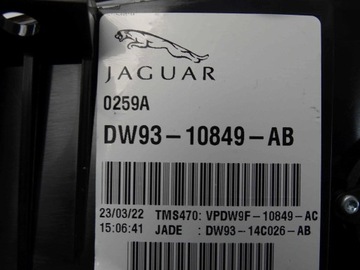 JAGUAR
0259A
DW93-10849-AB
23/03/22 TMS470: VPDW9F-10849-AC
15:06:41 JADE : DW93-14C026-AB